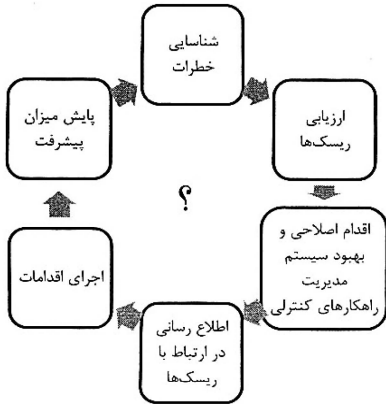 شناسایی
خطرات
ارزیابی
ریسک‌ها
اقدام اصلاحی و
بهبود سیستم
مدیریت
راهکارهای کنترلی
اطلاع رسانی
در ارتباط با
ریسک‌ها
اجرای اقدامات
پایش میزان
پیشرفت
؟